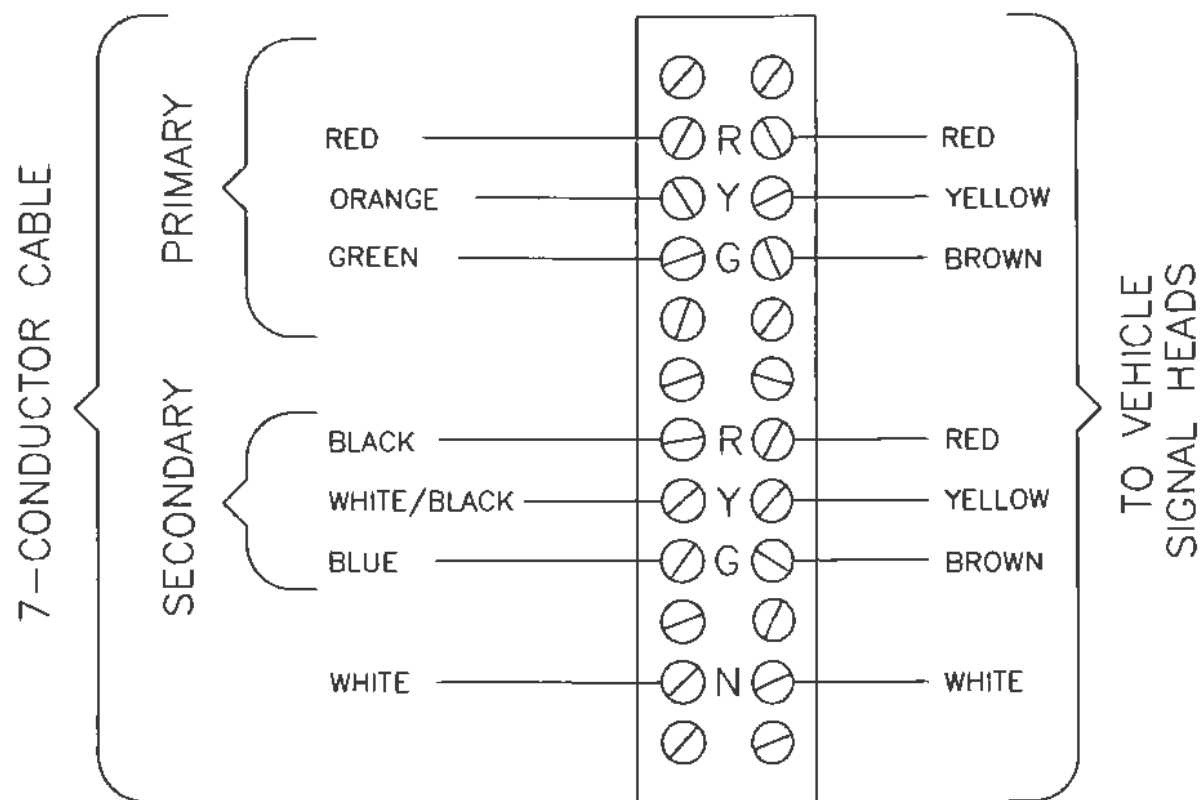 7-CONDUCTOR CABLE
PRIMARY
RED R RED
ORANGE Y YELLOW
GREEN G BROWN
SECONDARY
BLACK R RED
WHITE/BLACK Y YELLOW
BLUE G BROWN
WHITE N WHITE
TO VEHICLE
SIGNAL HEADS